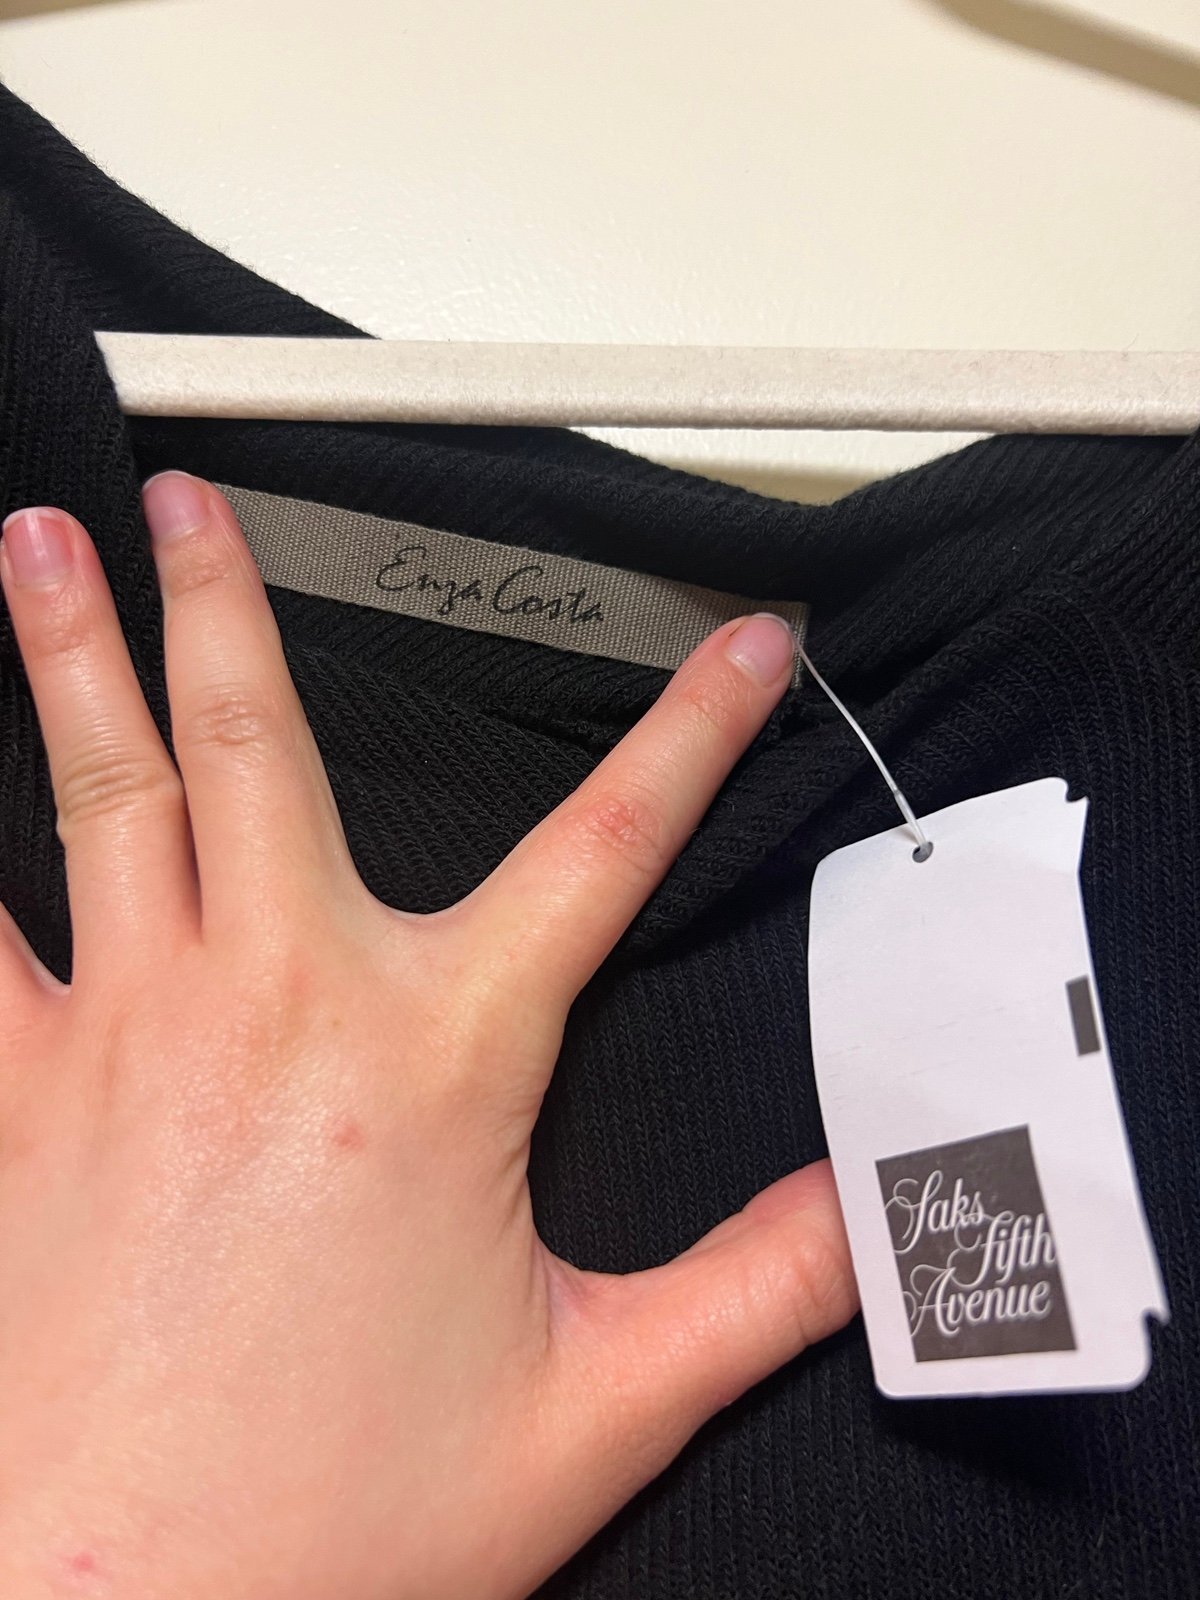 Enza Costa
Saks
fifth
Avenue